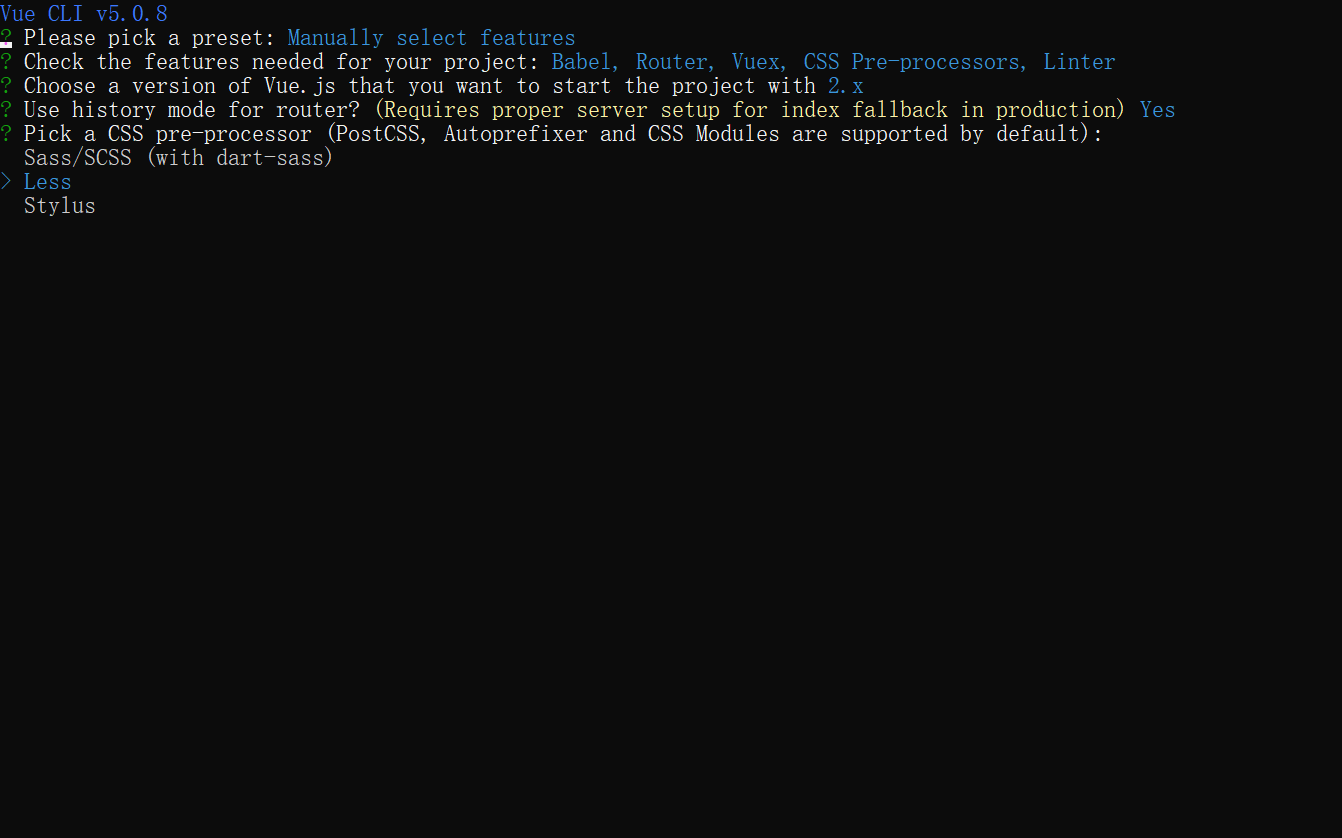 Vue CLI v5.0.8
? Please pick a preset: Manually select features
? Check the features needed for your project: Babel, Router, Vuex, CSS Pre-processors, Linter
? Choose a version of Vue.js that you want to start the project with 2.x
? Use history mode for router? (Requires proper server setup for index fallback in production) Yes
? Pick a CSS pre-processor (PostCSS, Autoprefixer and CSS Modules are supported by default):
  Sass/SCSS (with dart-sass)
> Less
  Stylus